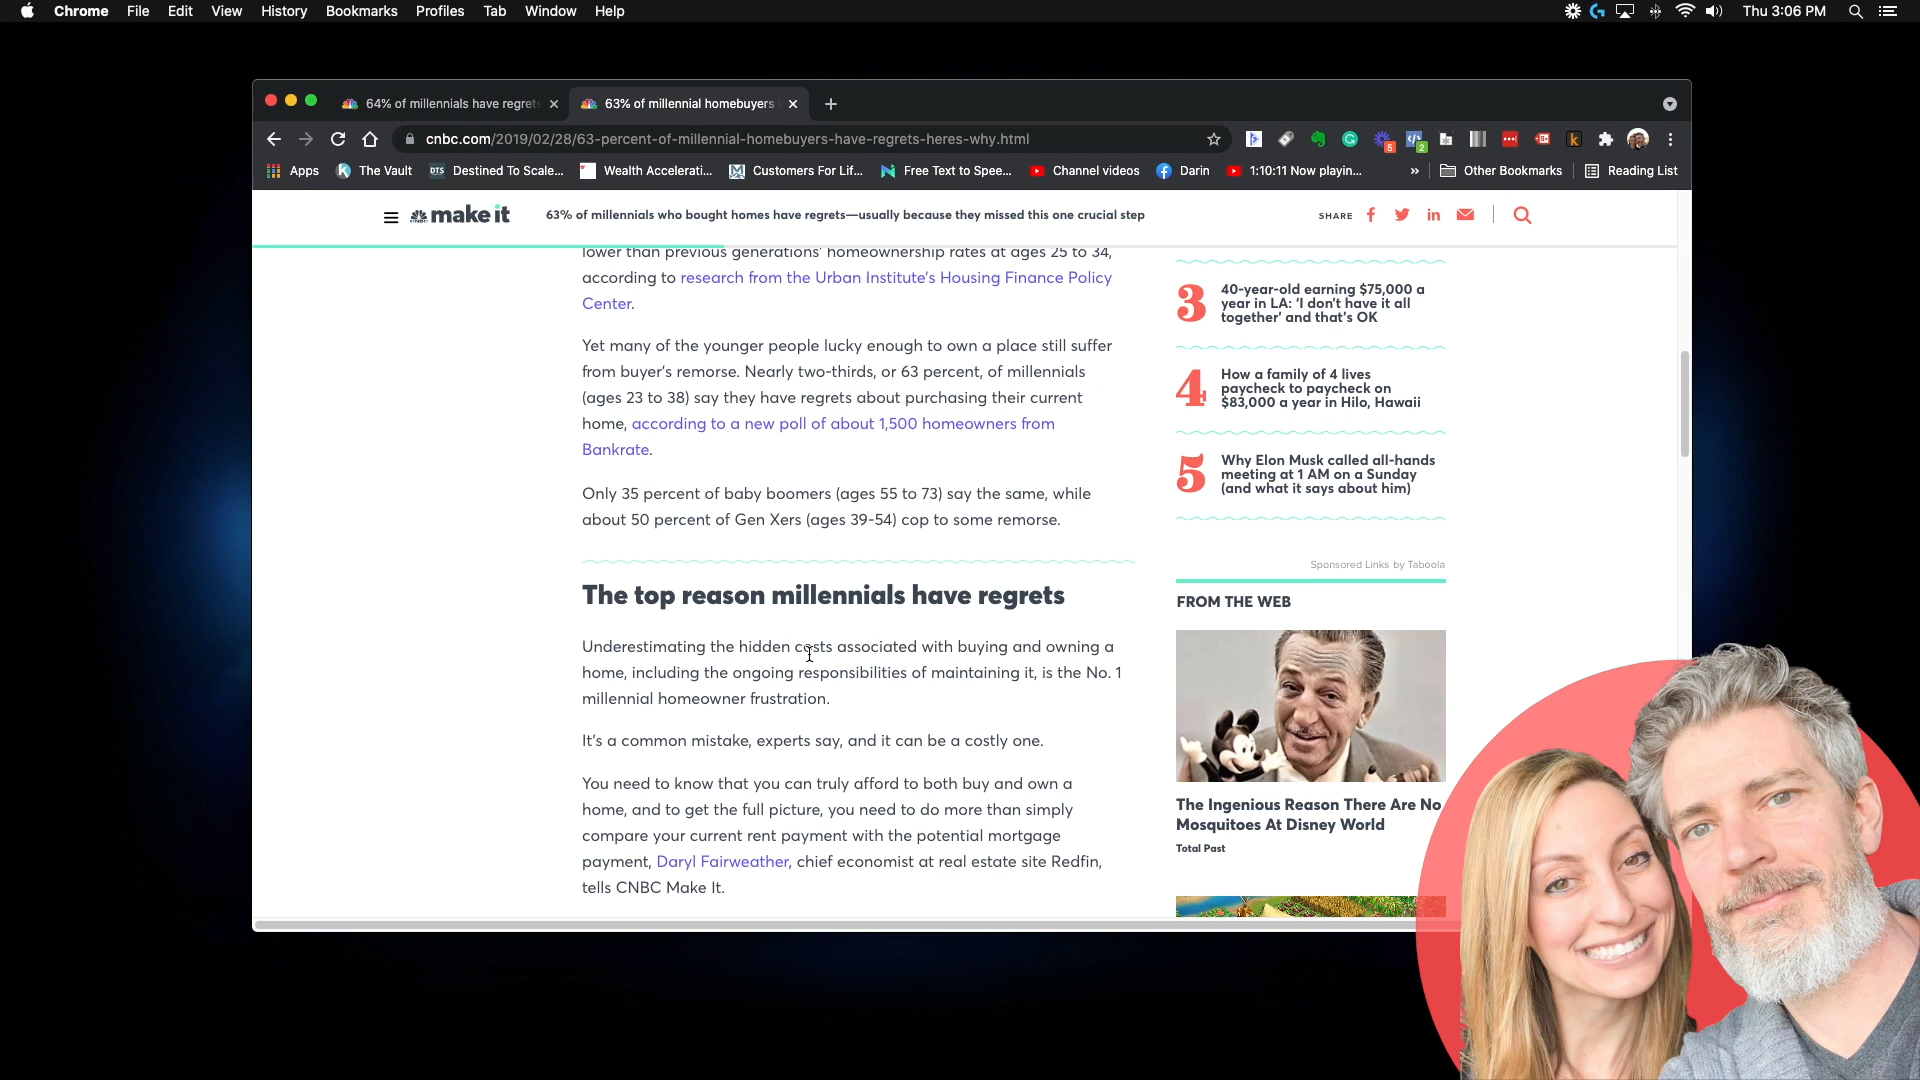 Chrome File Edit View History Bookmarks Profiles Tab Window Help Thu 3:06 PM
64% of millennials have regret
63% of millennial homebuyers
cnbc.com/2019/02/28/63-percent-of-millennial-homebuyers-have-regrets-heres-why.html
5
2
Apps The Vault DTS Destined To Scale... Wealth Accelerati... Customers For Lif... Free Text to Spee... Channel videos Darin 1:10:11 Now playin... » Other Bookmarks Reading List
make it
63% of millennials who bought homes have regrets—usually because they missed this one crucial step
SHARE
lower than previous generations' homeownership rates at ages 25 to 34,
according to research from the Urban Institute's Housing Finance Policy
Center.
Yet many of the younger people lucky enough to own a place still suffer
from buyer's remorse. Nearly two-thirds, or 63 percent, of millennials
(ages 23 to 38) say they have regrets about purchasing their current
home, according to a new poll of about 1,500 homeowners from
Bankrate.
Only 35 percent of baby boomers (ages 55 to 73) say the same, while
about 50 percent of Gen Xers (ages 39-54) cop to some remorse.
The top reason millennials have regrets
Underestimating the hidden costs associated with buying and owning a
home, including the ongoing responsibilities of maintaining it, is the No. 1
millennial homeowner frustration.
It's a common mistake, experts say, and it can be a costly one.
You need to know that you can truly afford to both buy and own a
home, and to get the full picture, you need to do more than simply
compare your current rent payment with the potential mortgage
payment, Daryl Fairweather, chief economist at real estate site Redfin,
tells CNBC Make It.
3
40-year-old earning $75,000 a
year in LA: 'I don't have it all
together' and that's OK
4
How a family of 4 lives
paycheck to paycheck on
$83,000 a year in Hilo, Hawaii
5
Why Elon Musk called all-hands
meeting at 1 AM on a Sunday
(and what it says about him)
Sponsored Links by Taboola
FROM THE WEB
The Ingenious Reason There Are No
Mosquitoes At Disney World
Total Past